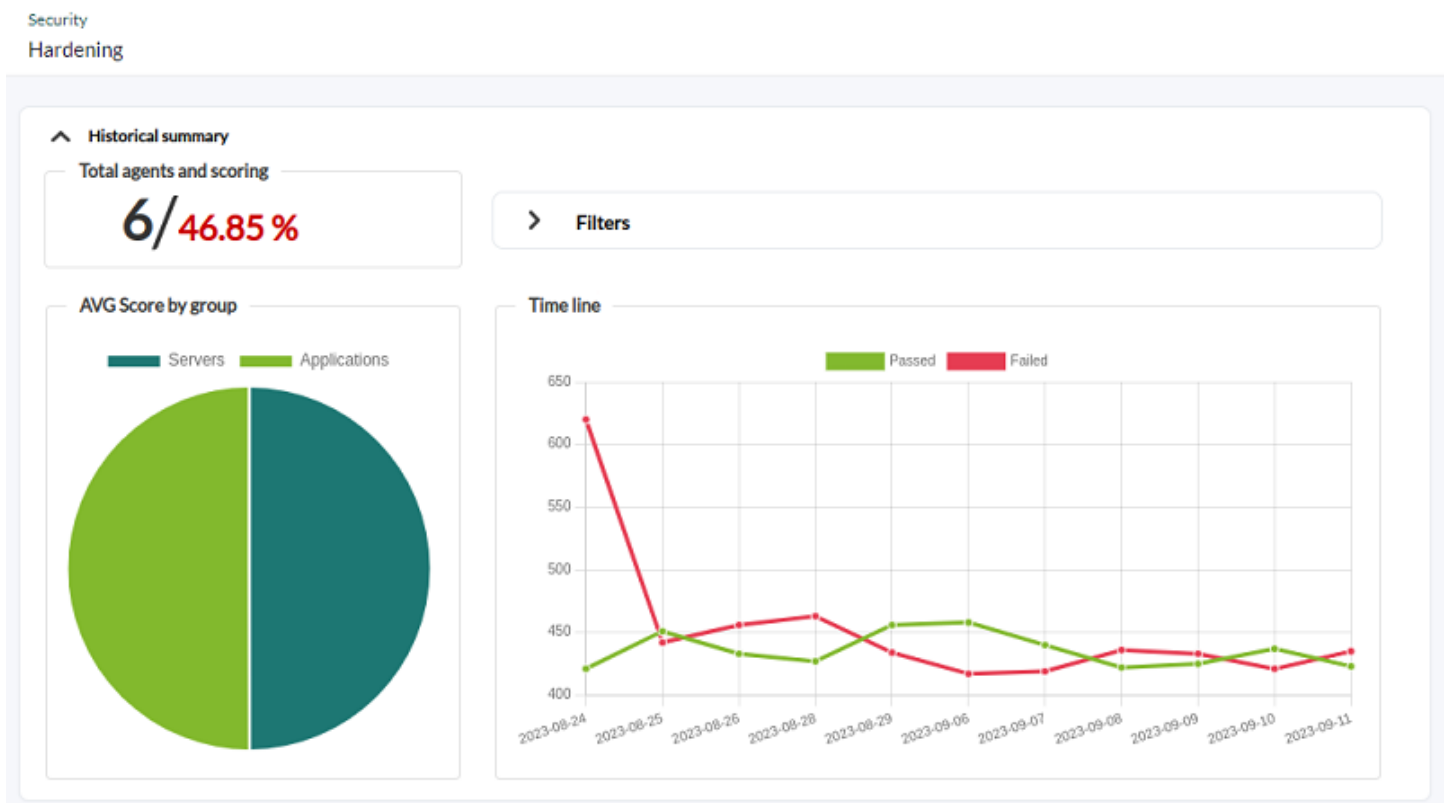 Security
Hardening
Historical summary
Total agents and scoring
6/46.85 %
Filters
AVG Score by group
Servers Applications
Time line
Passed Failed
650
600
550
500
450
400
2023-08-24 2023-08-25 2023-08-26 2023-08-28 2023-08-29 2023-09-06 2023-09-07 2023-09-08 2023-09-09 2023-09-10 2023-09-11